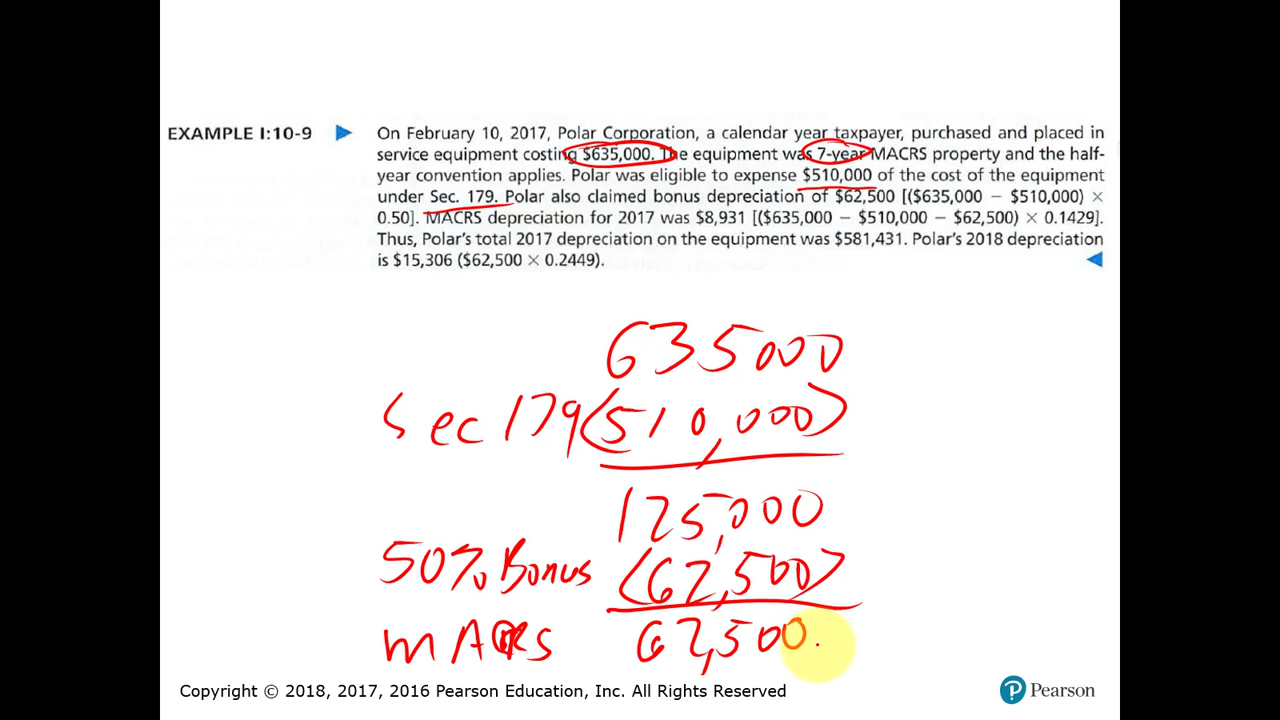 EXAMPLE I:10-9 ▶ On February 10, 2017, Polar Corporation, a calendar year taxpayer, purchased and placed in
service equipment costing $635,000. The equipment was 7-year MACRS property and the half-
year convention applies. Polar was eligible to expense $510,000 of the cost of the equipment
under Sec. 179. Polar also claimed bonus depreciation of $62,500 [($635,000 − $510,000) ×
0.50]. MACRS depreciation for 2017 was $8,931 [($635,000 − $510,000 − $62,500) × 0.1429].
Thus, Polar's total 2017 depreciation on the equipment was $581,431. Polar's 2018 depreciation
is $15,306 ($62,500 × 0.2449). ◀
635000
Sec 179 (510,000)
125,000
50% Bonus (62,500)
MACRS 62,500.
Copyright © 2018, 2017, 2016 Pearson Education, Inc. All Rights Reserved
P Pearson